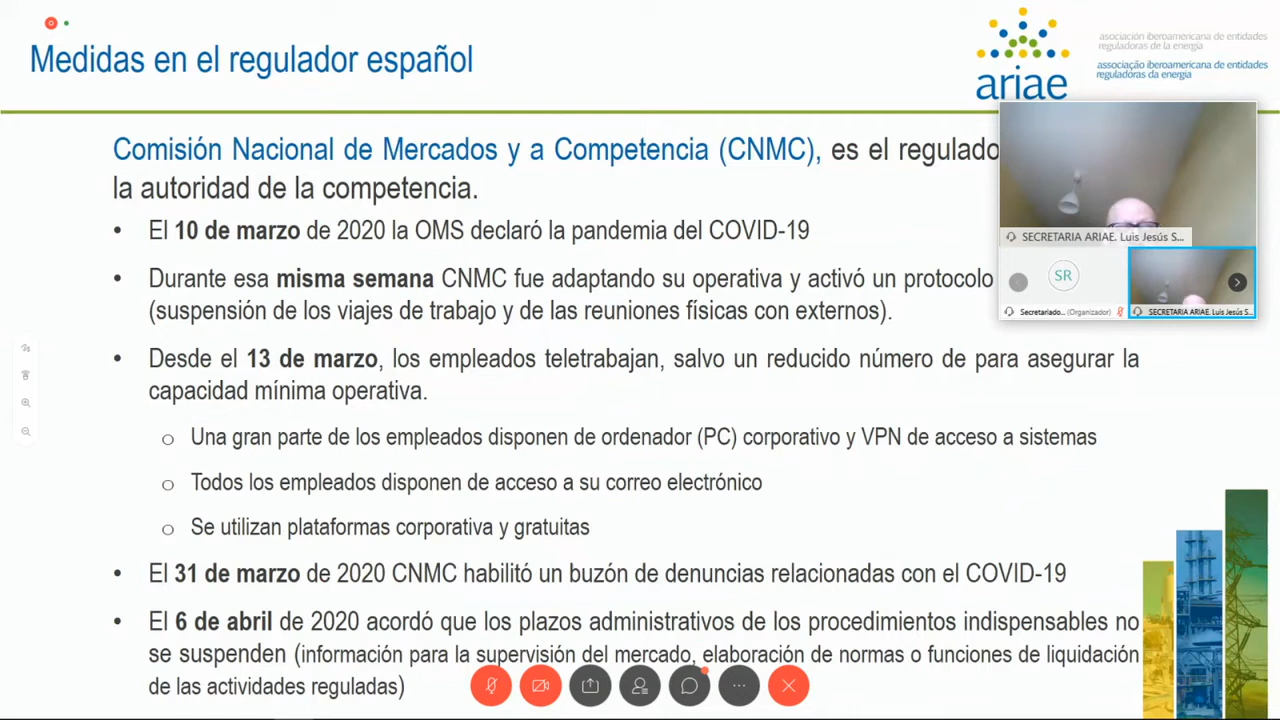 Medidas en el regulador español
ariae
asociación iberoamericana de entidades
reguladoras de la energía
associação iberoamericana de entidades
reguladoras da energia
Comisión Nacional de Mercados y a Competencia (CNMC), es el regulado
la autoridad de la competencia.
• El 10 de marzo de 2020 la OMS declaró la pandemia del COVID-19
• Durante esa misma semana CNMC fue adaptando su operativa y activó un protocolo
(suspensión de los viajes de trabajo y de las reuniones físicas con externos).
• Desde el 13 de marzo, los empleados teletrabajan, salvo un reducido número de para asegurar la
capacidad mínima operativa.
o Una gran parte de los empleados disponen de ordenador (PC) corporativo y VPN de acceso a sistemas
o Todos los empleados disponen de acceso a su correo electrónico
o Se utilizan plataformas corporativa y gratuitas
• El 31 de marzo de 2020 CNMC habilitó un buzón de denuncias relacionadas con el COVID-19
• El 6 de abril de 2020 acordó que los plazos administrativos de los procedimientos indispensables no
se suspenden (información para la supervisión del mercado, elaboración de normas o funciones de liquidación
de las actividades reguladas)
SECRETARIA ARIAE. Luis Jesús S...
SR
Secretariado... (Organizador)
SECRETARIA ARIAE. Luis Jesús S...